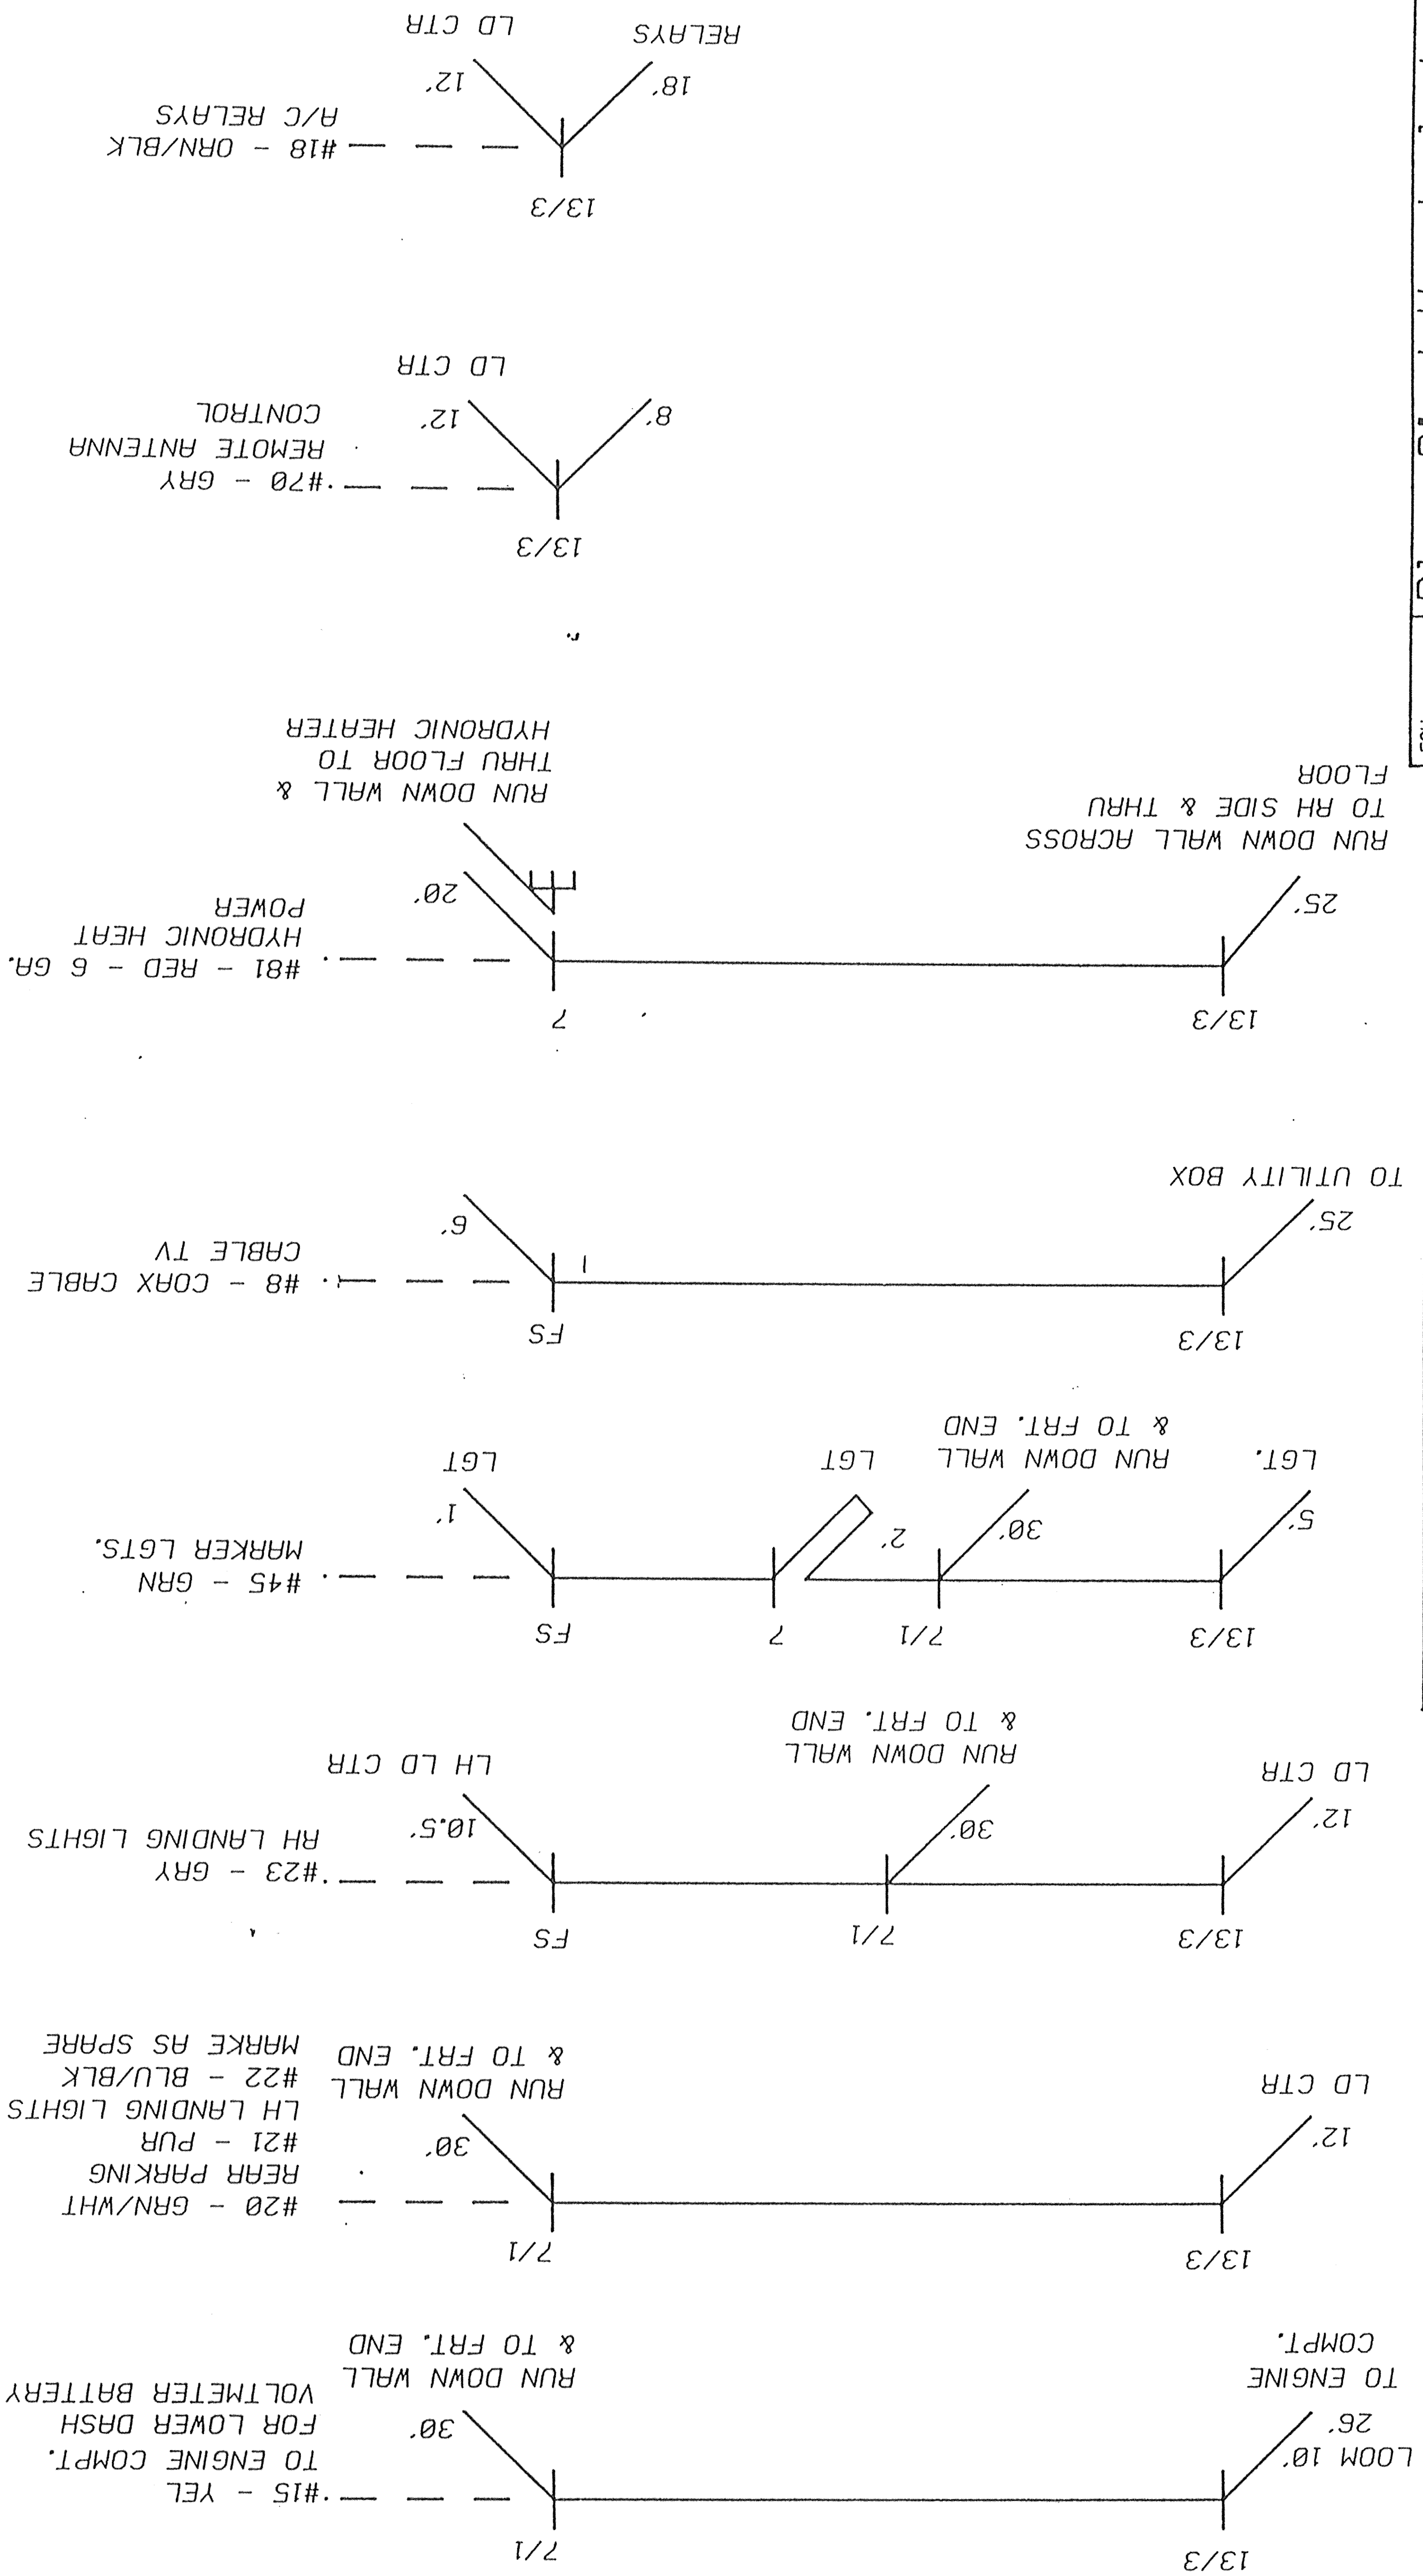 13/3
LOOM 10'
26'
TO ENGINE
COMPT.
7/1
30'
RUN DOWN WALL
& TO FRT. END
#15 - YEL
TO ENGINE COMPT.
FOR LOWER DASH
VOLTMETER BATTERY
13/3
12'
LD CTR
7/1
30'
RUN DOWN WALL
& TO FRT. END
#20 - GRN/WHT
REAR PARKING
#21 - PUR
LH LANDING LIGHTS
#22 - BLU/BLK
MARKE AS SPARE
13/3
12'
LD CTR
7/1
30'
RUN DOWN WALL
& TO FRT. END
FS
10.5'
LH LD CTR
#23 - GRY
RH LANDING LIGHTS
13/3
5'
LGT.
7/1
30'
RUN DOWN WALL
& TO FRT. END
7
2'
LGT
FS
1'
LGT
#45 - GRN
MARKER LGTS.
13/3
25'
TO UTILITY BOX
FS
6'
#8 - COAX CABLE
CABLE TV
13/3
25'
RUN DOWN WALL ACROSS
TO RH SIDE & THRU
FLOOR
7
20'
RUN DOWN WALL &
THRU FLOOR TO
HYDRONIC HEATER
#81 - RED - 6 GA.
HYDRONIC HEAT
POWER
13/3
8'
12'
LD CTR
#70 - GRY
REMOTE ANTENNA
CONTROL
13/3
18'
RELAYS
12'
LD CTR
#18 - ORN/BLK
A/C RELAYS